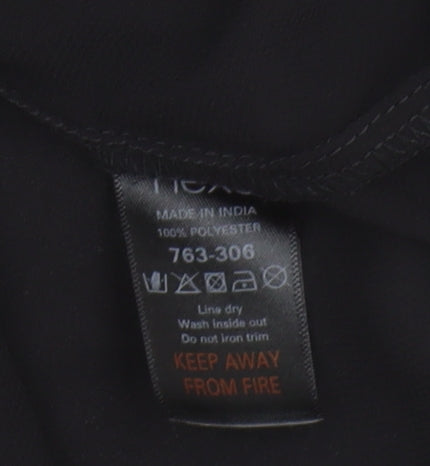 next
MADE IN INDIA
100% POLYESTER
763-306
Line dry
Wash inside out
Do not iron trim
KEEP AWAY
FROM FIRE